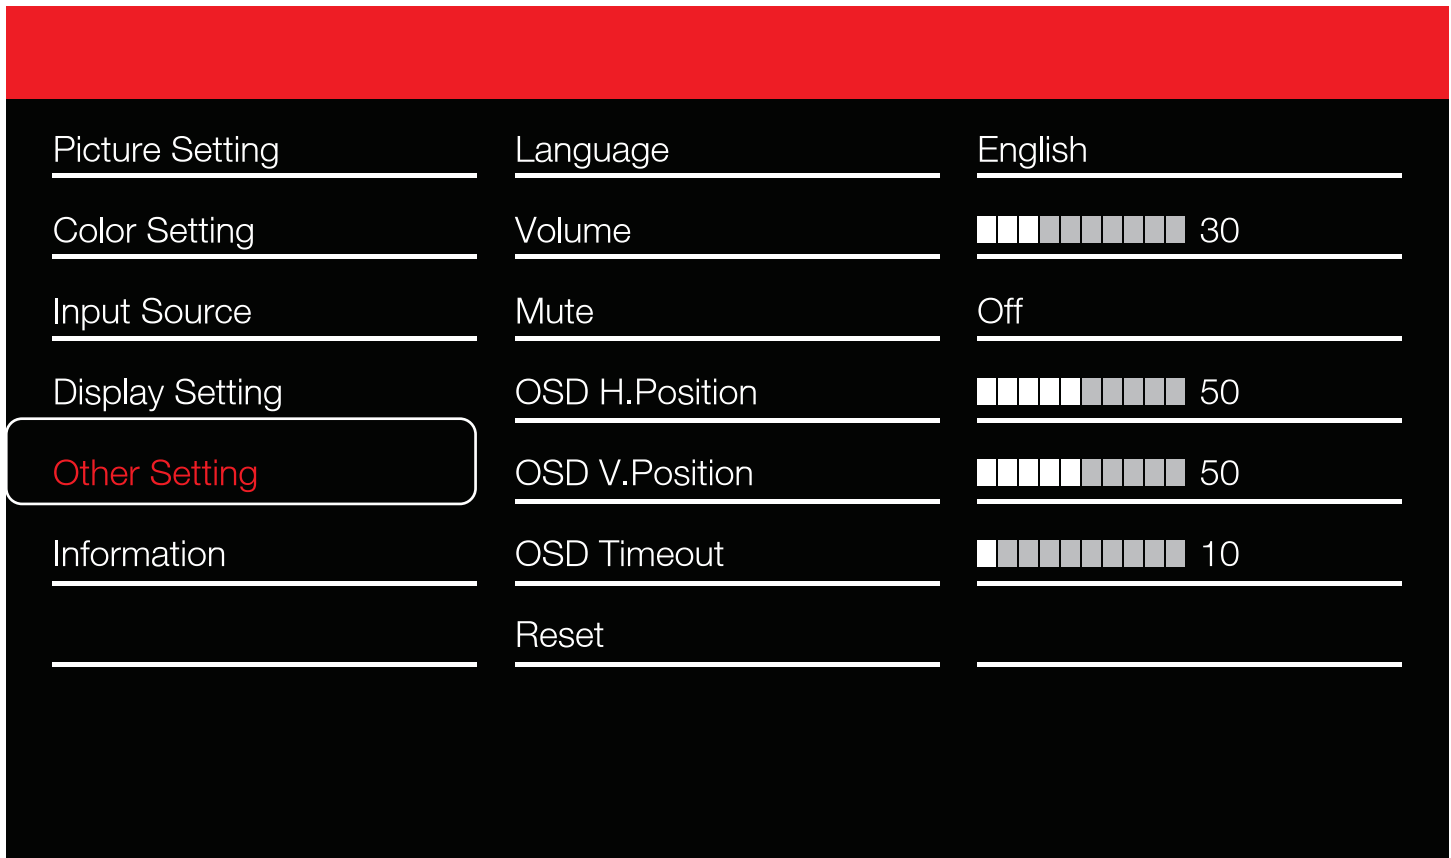 Picture Setting Language English
Color Setting Volume 30
Input Source Mute Off
Display Setting OSD H.Position 50
Other Setting OSD V.Position 50
Information OSD Timeout 10
Reset